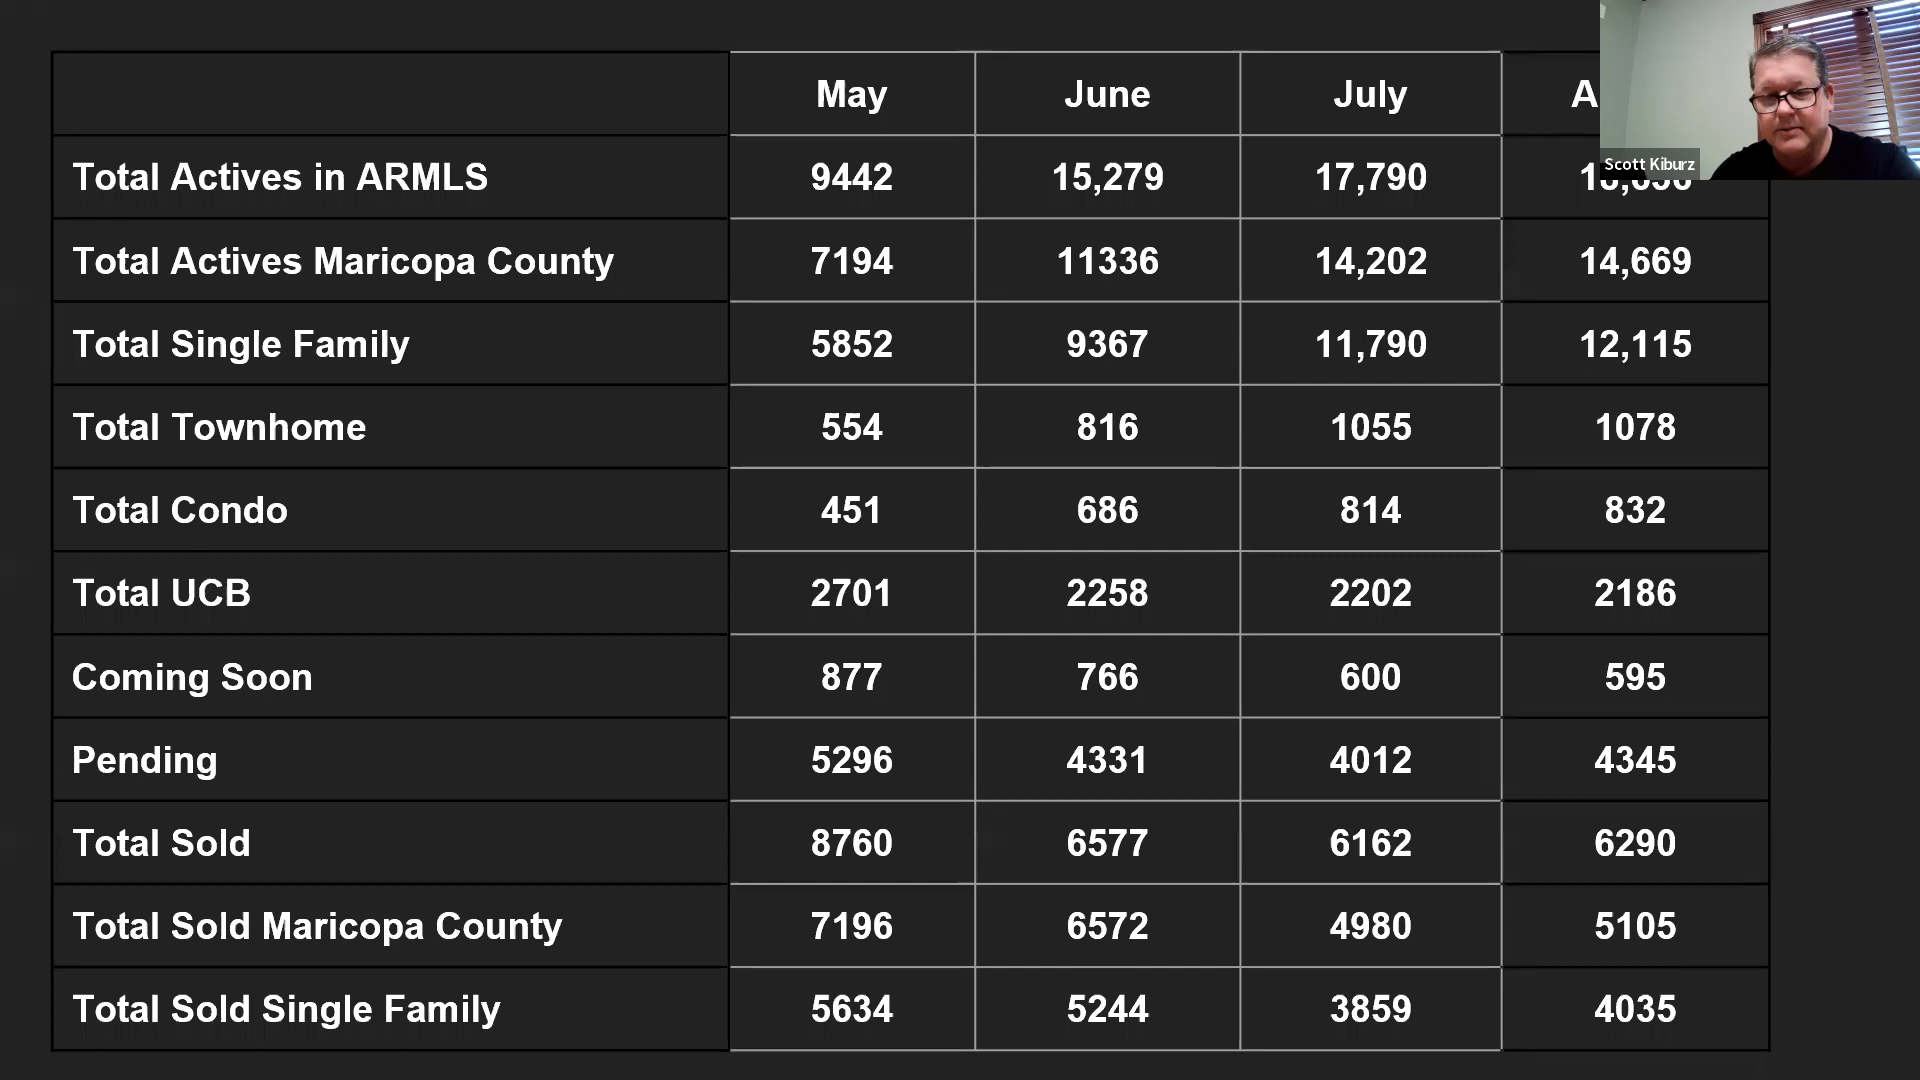 May June July
Total Actives in ARMLS 9442 15,279 17,790
Total Actives Maricopa County 7194 11336 14,202 14,669
Total Single Family 5852 9367 11,790 12,115
Total Townhome 554 816 1055 1078
Total Condo 451 686 814 832
Total UCB 2701 2258 2202 2186
Coming Soon 877 766 600 595
Pending 5296 4331 4012 4345
Total Sold 8760 6577 6162 6290
Total Sold Maricopa County 7196 6572 4980 5105
Total Sold Single Family 5634 5244 3859 4035
Scott Kiburz